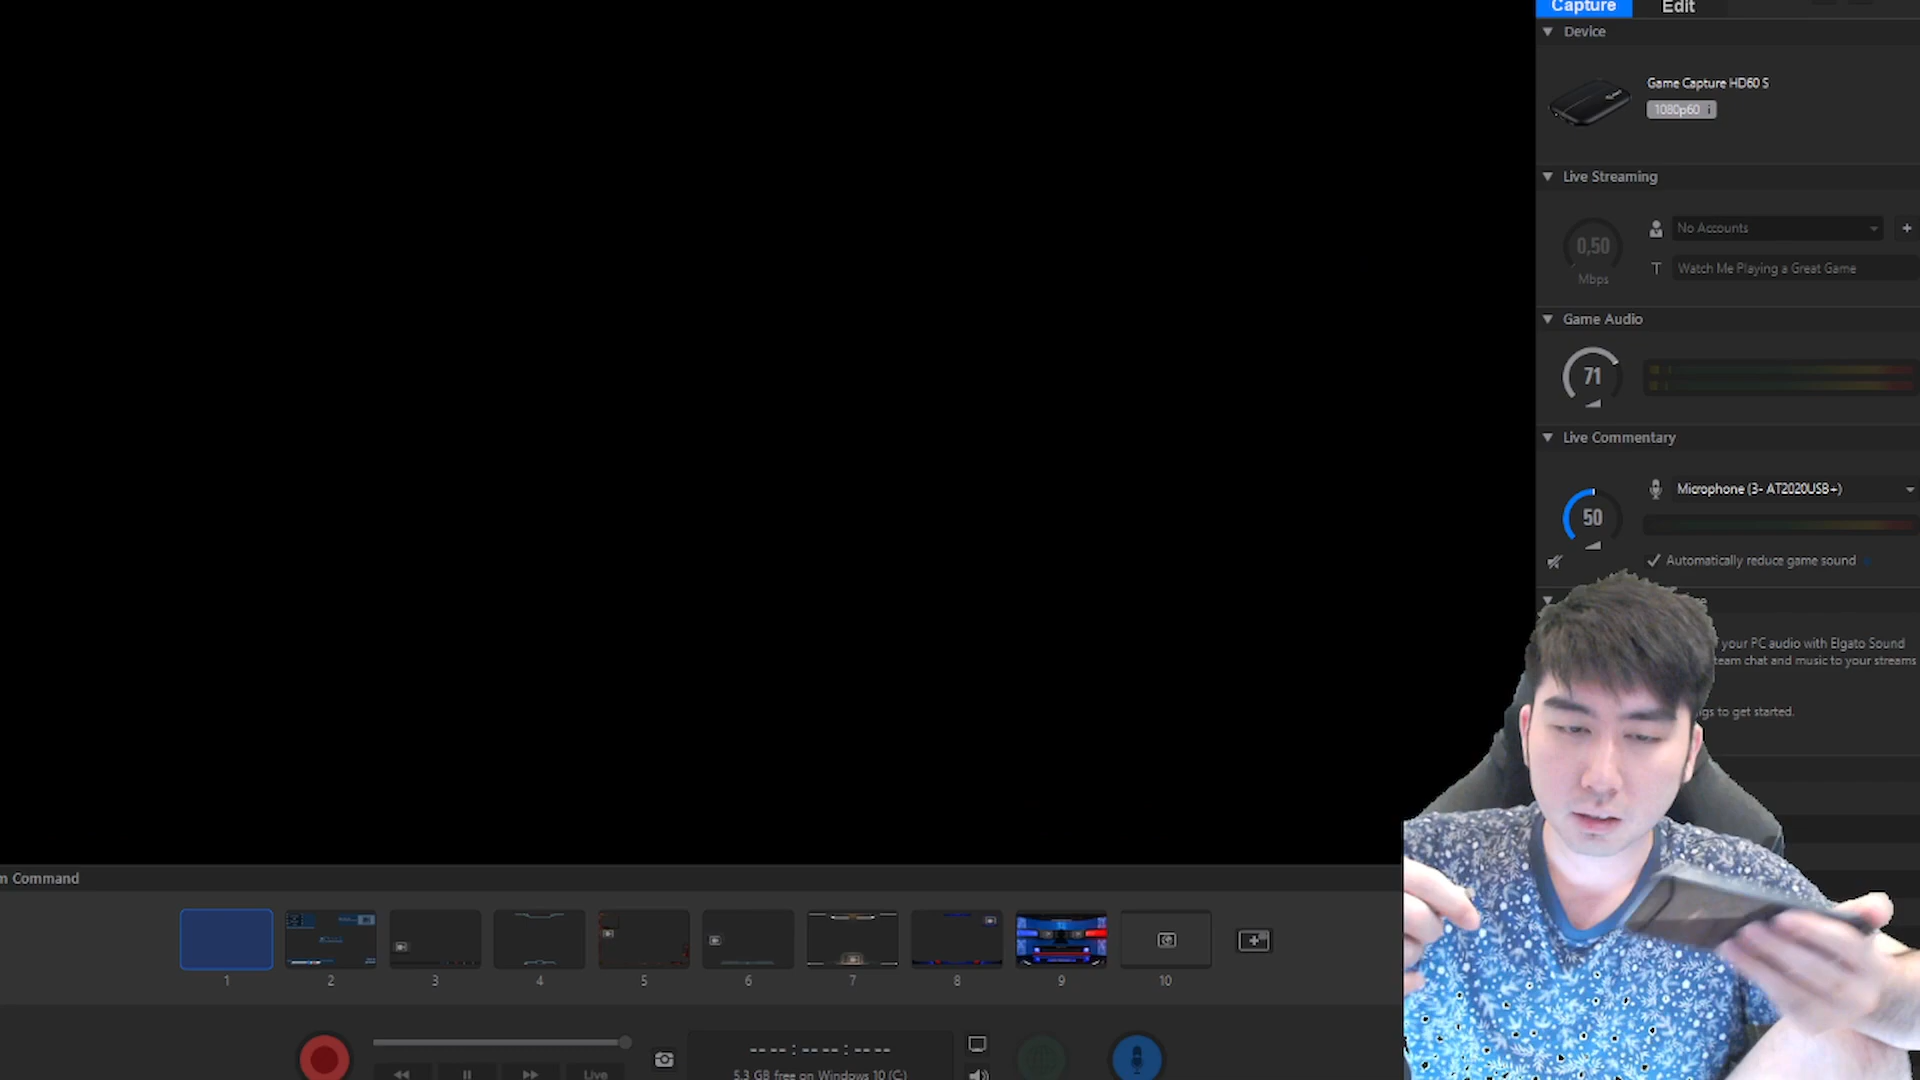 Capture
Edit
Device
Game Capture HD60 S
1080p60 i
Live Streaming
0,50
Mbps
No Accounts
T Watch Me Playing a Great Game
Game Audio
71
Live Commentary
50
Microphone (3- AT2020USB+)
Automatically reduce game sound
your PC audio with Elgato Sound
team chat and music to your streams
gs to get started.
m Command
1
2
3
4
5
6
7
8
9
10
-- -- : -- -- : -- --
Live
5.3 GB free on Windows 10 (C:)